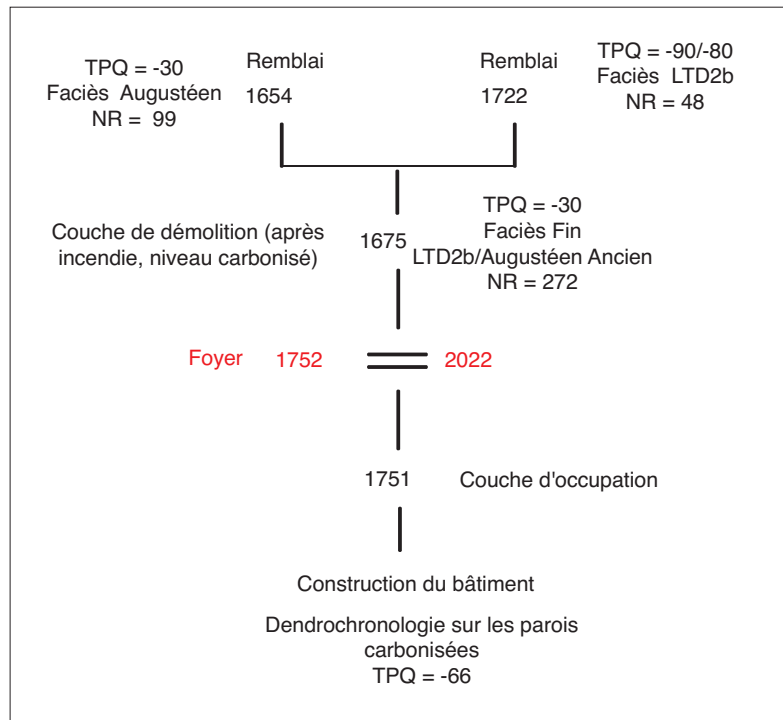 TPQ = -30
Faciès Augustéen
NR = 99
Remblai
1654
Remblai
1722
TPQ = -90/-80
Faciès LTD2b
NR = 48
Couche de démolition (après
incendie, niveau carbonisé)
1675
TPQ = -30
Faciès Fin
LTD2b/Augustéen Ancien
NR = 272
Foyer 1752 2022
1751 Couche d'occupation
Construction du bâtiment
Dendrochronologie sur les parois
carbonisées
TPQ = -66